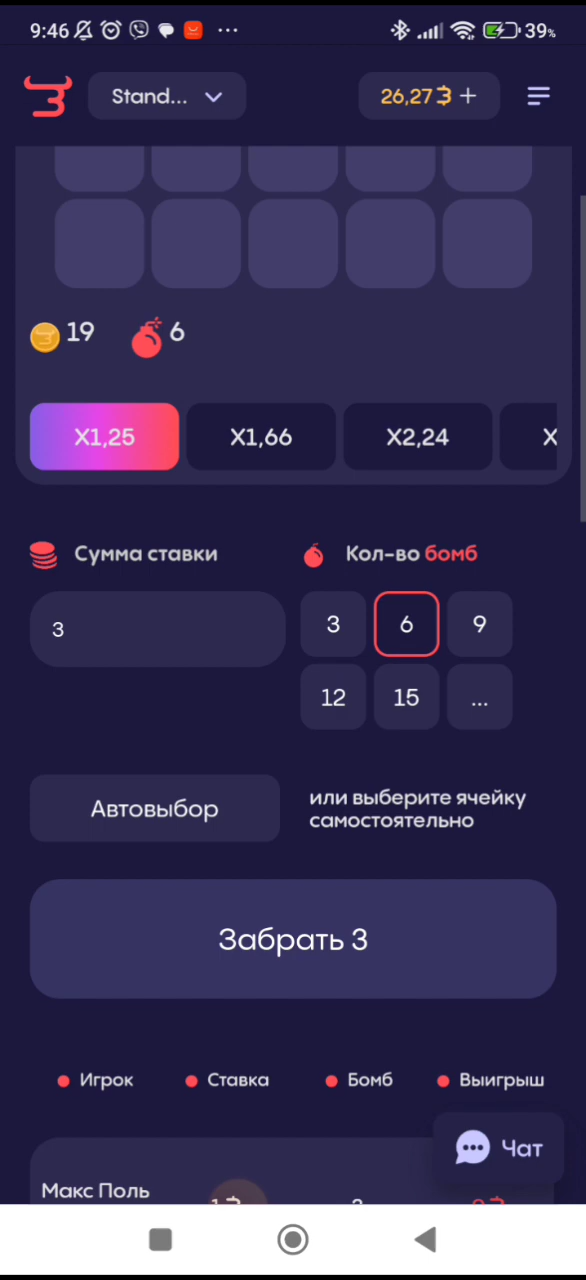 9:46 39%
Stand... 26,27 +
19 6
X1,25 X1,66 X2,24 X
Сумма ставки Кол-во бомб
3
3 6 9
12 15 ...
Автовыбор
или выберите ячейку
самостоятельно
Забрать 3
Игрок Ставка Бомб Выигрыш
Чат
Макс Поль